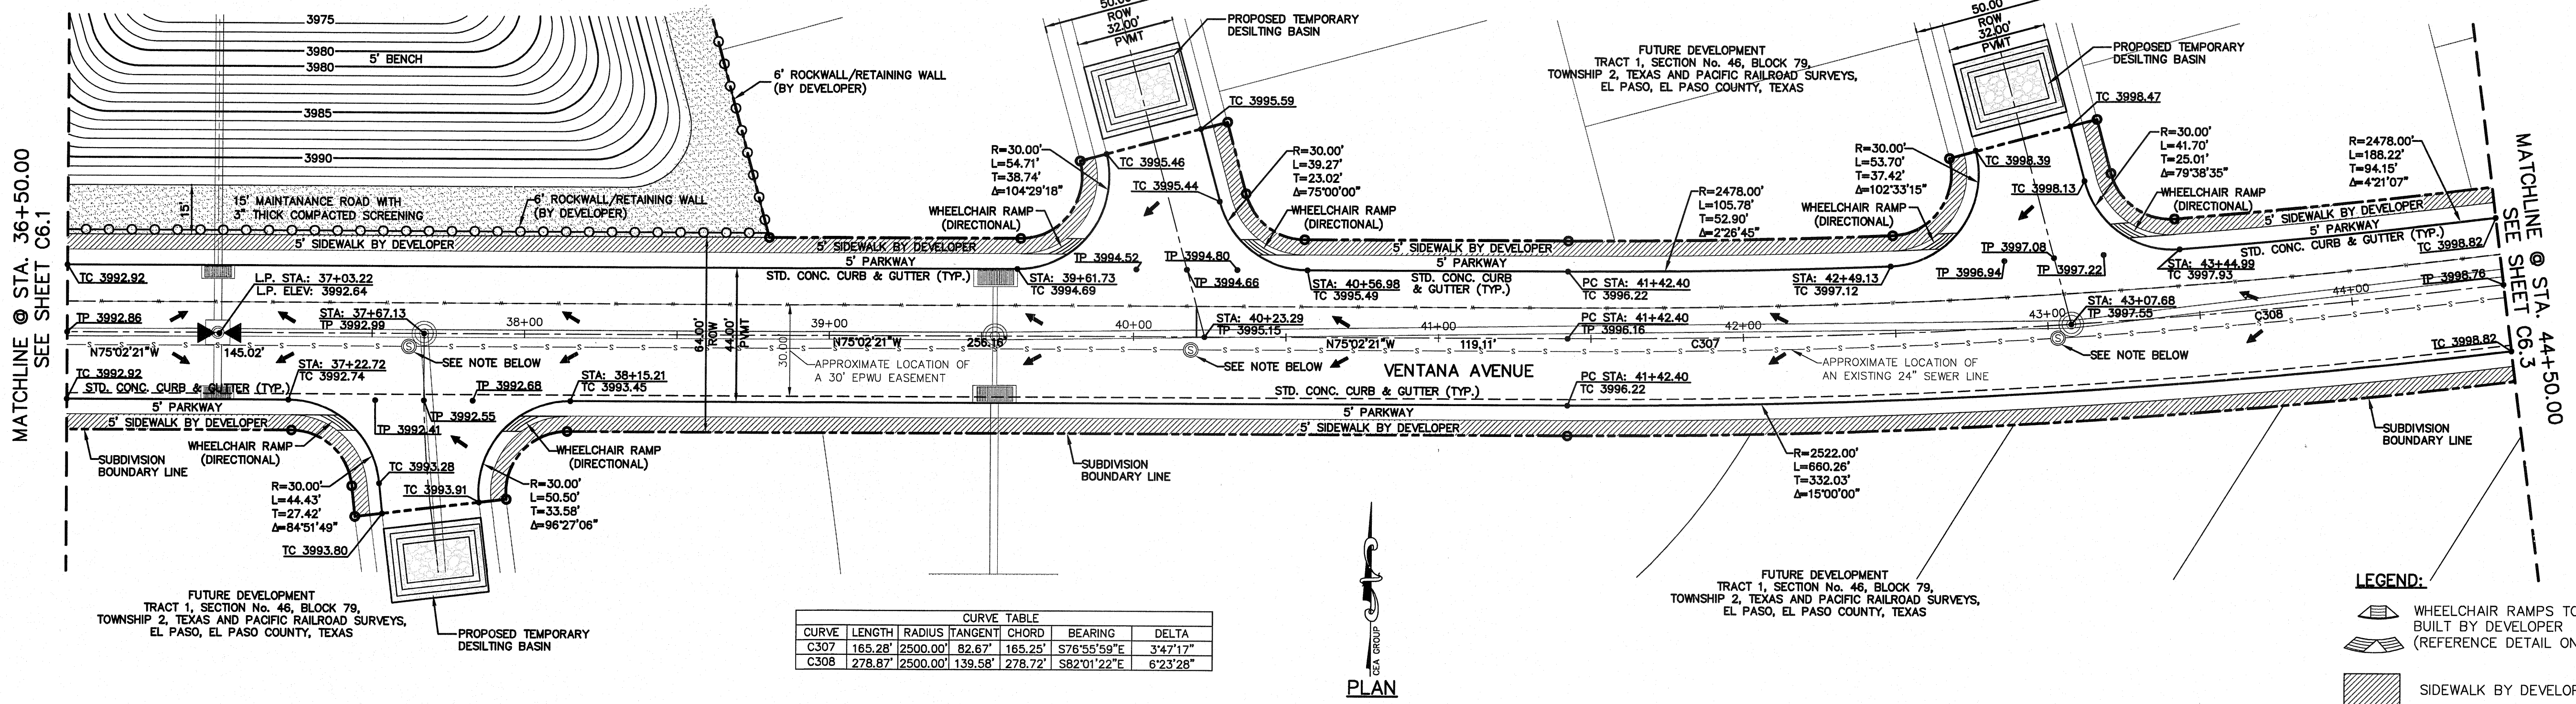 MATCHLINE @ STA. 36+50.00
SEE SHEET C6.1
3975
3980
3980
5' BENCH
3985
3990
15'
15' MAINTANANCE ROAD WITH
3" THICK COMPACTED SCREENING
6' ROCKWALL/RETAINING WALL
(BY DEVELOPER)
6' ROCKWALL/RETAINING WALL
(BY DEVELOPER)
5' SIDEWALK BY DEVELOPER
TC 3992.92
L.P. STA.: 37+03.22
L.P. ELEV: 3992.64
TP 3992.86
STA: 37+67.13
TP 3992.99
38+00
N75°02'21"W
145.02'
SEE NOTE BELOW
TC 3992.92
STA: 37+22.72
TC 3992.74
STD. CONC. CURB & GUTTER (TYP.)
5' PARKWAY
5' SIDEWALK BY DEVELOPER
TP 3992.68
TP 3992.55
TP 3992.41
STA: 38+15.21
TC 3993.45
WHEELCHAIR RAMP
(DIRECTIONAL)
WHEELCHAIR RAMP
(DIRECTIONAL)
SUBDIVISION
BOUNDARY LINE
TC 3993.28
TC 3993.91
R=30.00'
L=44.43'
T=27.42'
Δ=84°51'49"
R=30.00'
L=50.50'
T=33.58'
Δ=96°27'06"
TC 3993.80
FUTURE DEVELOPMENT
TRACT 1, SECTION No. 46, BLOCK 79,
TOWNSHIP 2, TEXAS AND PACIFIC RAILROAD SURVEYS,
EL PASO, EL PASO COUNTY, TEXAS
PROPOSED TEMPORARY
DESILTING BASIN
50.00'
ROW
32.00'
PVMT
PROPOSED TEMPORARY
DESILTING BASIN
TC 3995.59
R=30.00'
L=54.71'
T=38.74'
Δ=104°29'18"
TC 3995.46
TC 3995.44
R=30.00'
L=39.27'
T=23.02'
Δ=75°00'00"
WHEELCHAIR RAMP
(DIRECTIONAL)
WHEELCHAIR RAMP
(DIRECTIONAL)
5' SIDEWALK BY DEVELOPER
5' PARKWAY
STD. CONC. CURB & GUTTER (TYP.)
STA: 39+61.73
TC 3994.69
TP 3994.52
TP 3994.80
TP 3994.66
64.00'
ROW
44.00'
PVMT
30.00'
39+00
N75°02'21"W
256.16'
APPROXIMATE LOCATION OF
A 30' EPWU EASEMENT
40+00
STA: 40+23.29
TP 3995.15
SEE NOTE BELOW
5' SIDEWALK BY DEVELOPER
5' PARKWAY
STA: 40+56.98
TC 3995.49
STD. CONC. CURB
& GUTTER (TYP.)
PC STA: 41+42.40
TC 3996.22
41+00
N75°02'21"W
119.11'
PC STA: 41+42.40
TP 3996.16
C307
42+00
VENTANA AVENUE
PC STA: 41+42.40
TC 3996.22
STD. CONC. CURB & GUTTER (TYP.)
5' PARKWAY
5' SIDEWALK BY DEVELOPER
SUBDIVISION
BOUNDARY LINE
FUTURE DEVELOPMENT
TRACT 1, SECTION No. 46, BLOCK 79,
TOWNSHIP 2, TEXAS AND PACIFIC RAILROAD SURVEYS,
EL PASO, EL PASO COUNTY, TEXAS
R=2478.00'
L=105.78'
T=52.90'
Δ=2°26'45"
50.00'
ROW
32.00'
PVMT
PROPOSED TEMPORARY
DESILTING BASIN
TC 3998.47
R=30.00'
L=53.70'
T=37.42'
Δ=102°33'15"
TC 3998.39
TC 3998.13
R=30.00'
L=41.70'
T=25.01'
Δ=79°38'35"
R=2478.00'
L=188.22'
T=94.15'
Δ=4°21'07"
WHEELCHAIR RAMP
(DIRECTIONAL)
WHEELCHAIR RAMP
(DIRECTIONAL)
5' SIDEWALK BY DEVELOPER
5' PARKWAY
STD. CONC. CURB & GUTTER (TYP.)
TC 3998.82
STA: 42+49.13
TC 3997.12
TP 3996.94
TP 3997.08
TP 3997.22
STA: 43+44.99
TC 3997.93
TP 3998.76
43+00
STA: 43+07.68
TP 3997.55
C308
44+00
SEE NOTE BELOW
APPROXIMATE LOCATION OF
AN EXISTING 24" SEWER LINE
TC 3998.82
R=2522.00'
L=660.26'
T=332.03'
Δ=15°00'00"
SUBDIVISION
BOUNDARY LINE
MATCHLINE @ STA. 44+50.00
SEE SHEET C6.3
FUTURE DEVELOPMENT
TRACT 1, SECTION No. 46, BLOCK 79,
TOWNSHIP 2, TEXAS AND PACIFIC RAILROAD SURVEYS,
EL PASO, EL PASO COUNTY, TEXAS
CURVE TABLE
CURVE LENGTH RADIUS TANGENT CHORD BEARING DELTA
C307 165.28' 2500.00' 82.67' 165.25' S76°55'59"E 3°47'17"
C308 278.87' 2500.00' 139.58' 278.72' S82°01'22"E 6°23'28"
CEA GROUP
PLAN
LEGEND:
WHEELCHAIR RAMPS TO
BUILT BY DEVELOPER
(REFERENCE DETAIL ON
SIDEWALK BY DEVELOP